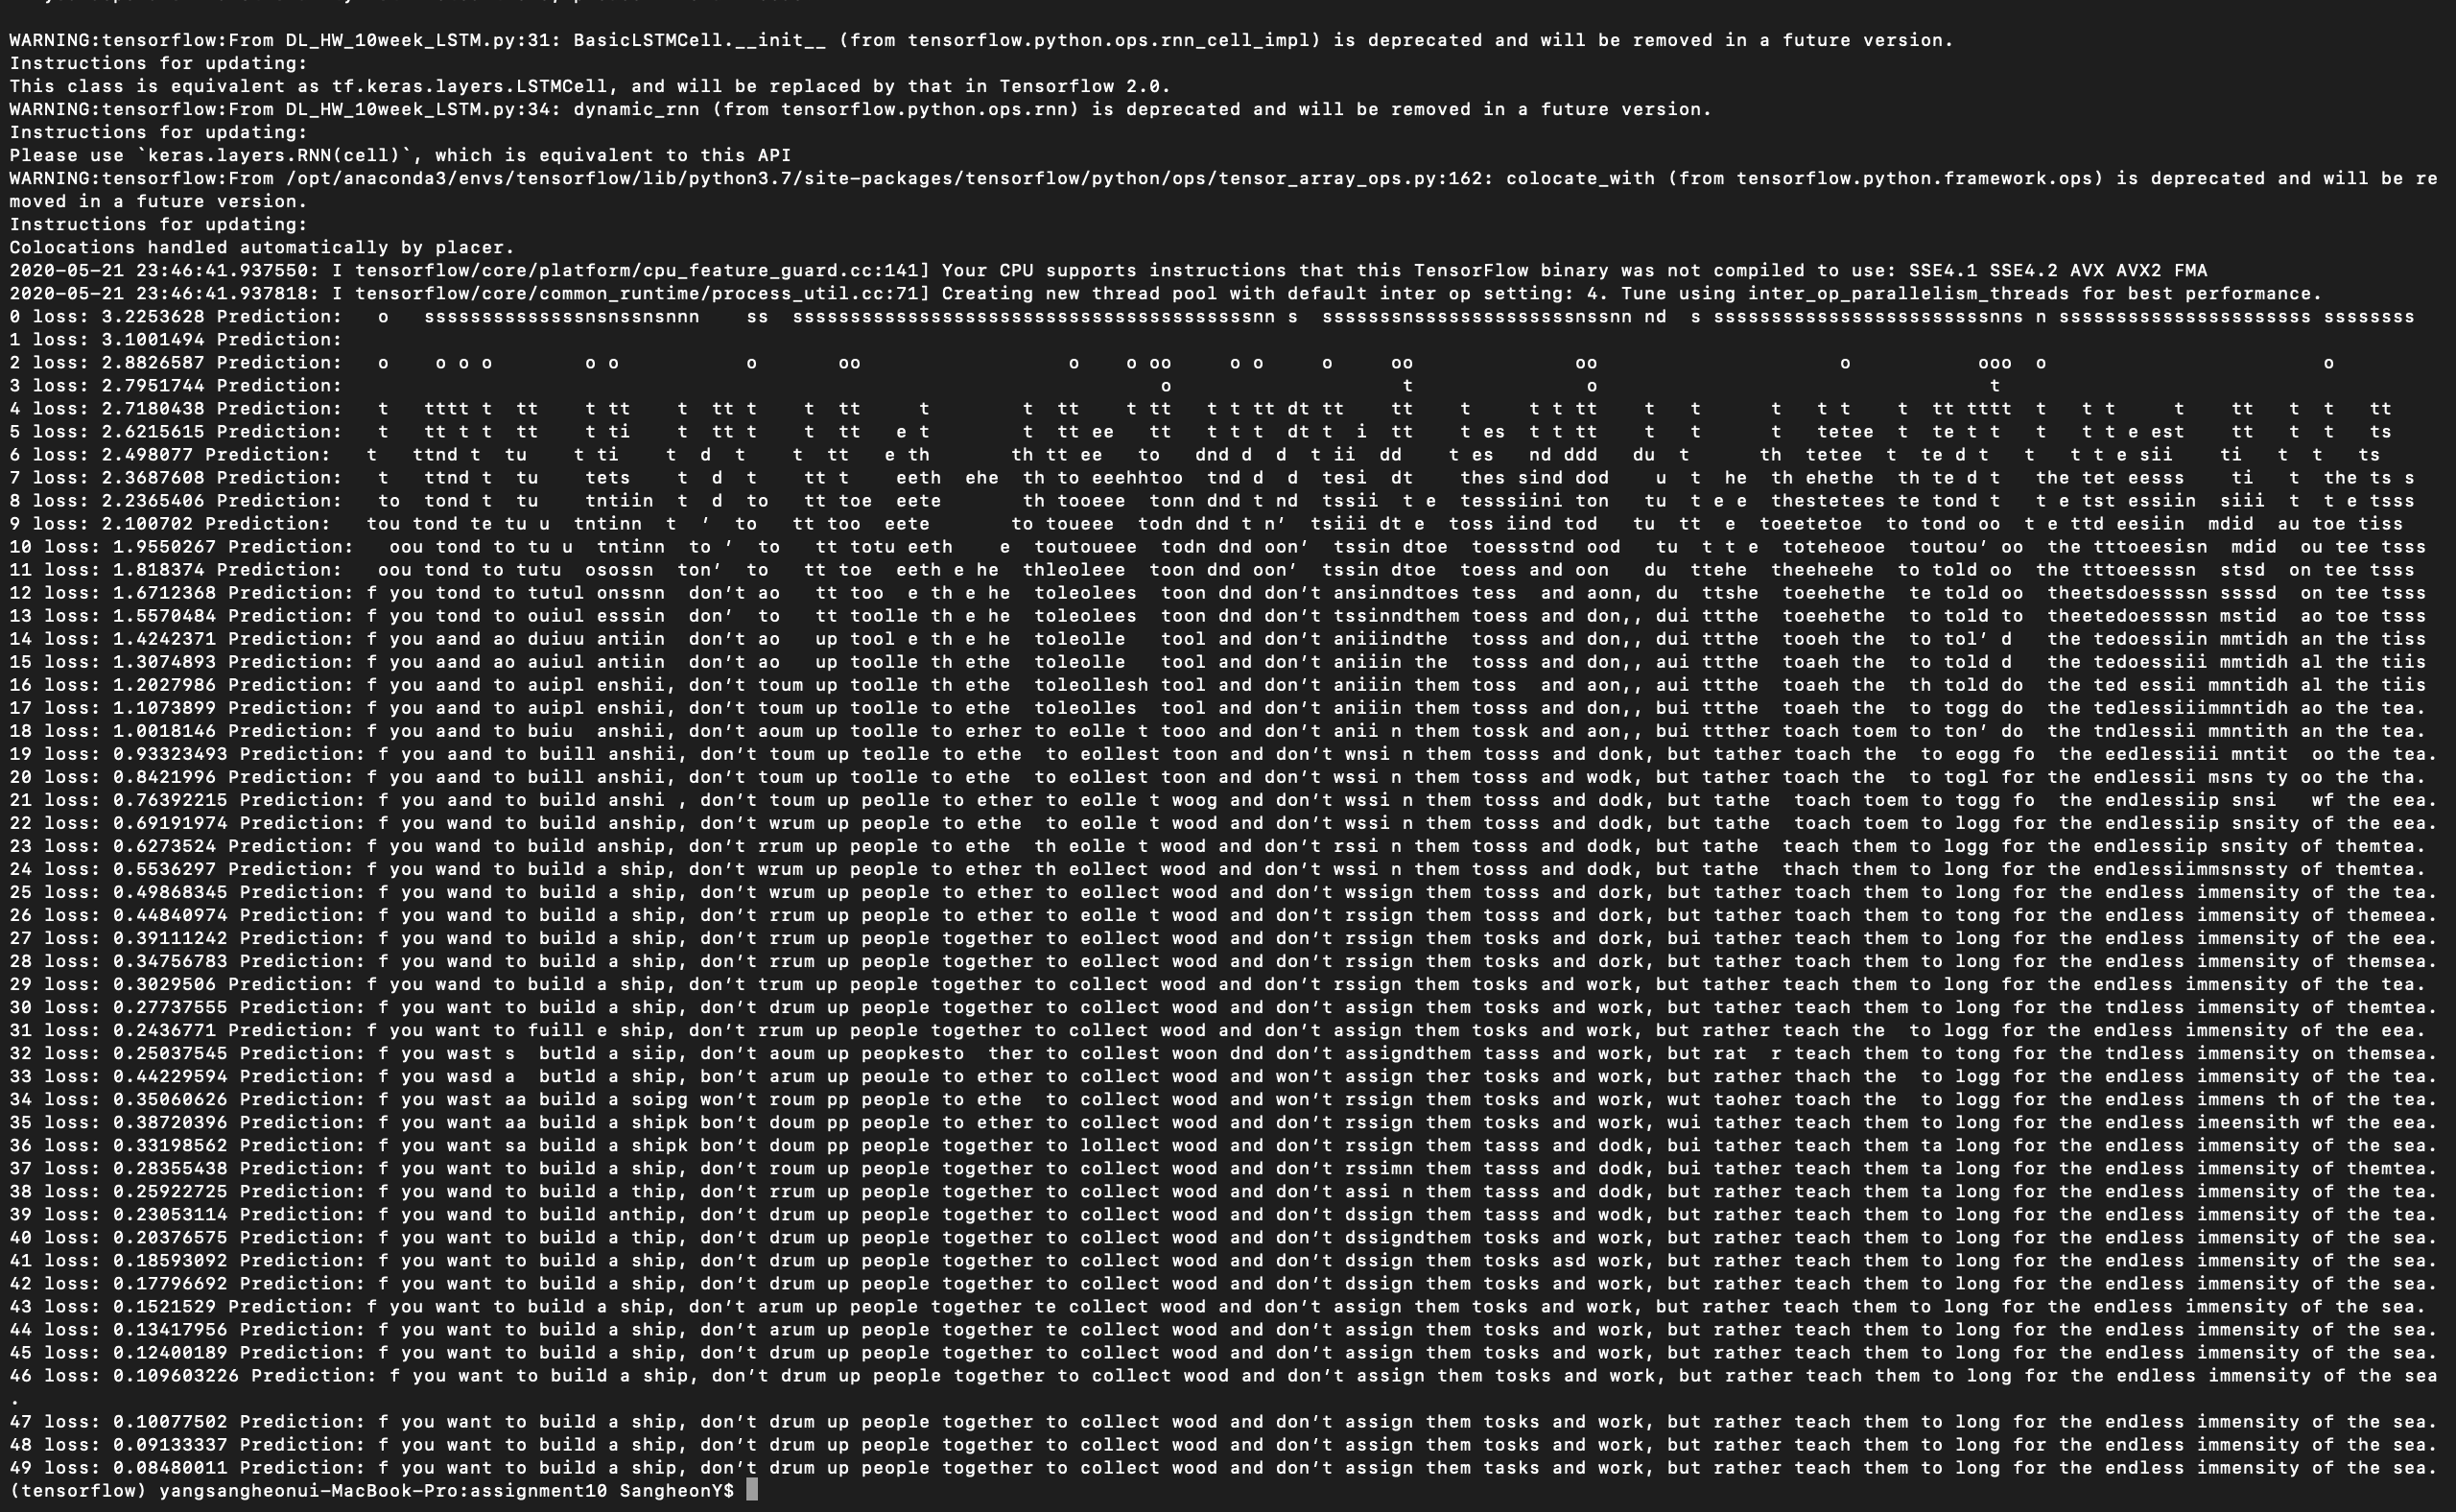 WARNING:tensorflow:From DL_HW_10week_LSTM.py:31: BasicLSTMCell.__init__ (from tensorflow.python.ops.rnn_cell_impl) is deprecated and will be removed in a future version.
Instructions for updating:
This class is equivalent as tf.keras.layers.LSTMCell, and will be replaced by that in Tensorflow 2.0.
WARNING:tensorflow:From DL_HW_10week_LSTM.py:34: dynamic_rnn (from tensorflow.python.ops.rnn) is deprecated and will be removed in a future version.
Instructions for updating:
Please use `keras.layers.RNN(cell)`, which is equivalent to this API
WARNING:tensorflow:From /opt/anaconda3/envs/tensorflow/lib/python3.7/site-packages/tensorflow/python/ops/tensor_array_ops.py:162: colocate_with (from tensorflow.python.framework.ops) is deprecated and will be re
moved in a future version.
Instructions for updating:
Colocations handled automatically by placer.
2020-05-21 23:46:41.937550: I tensorflow/core/platform/cpu_feature_guard.cc:141] Your CPU supports instructions that this TensorFlow binary was not compiled to use: SSE4.1 SSE4.2 AVX AVX2 FMA
2020-05-21 23:46:41.937818: I tensorflow/core/common_runtime/process_util.cc:71] Creating new thread pool with default inter op setting: 4. Tune using inter_op_parallelism_threads for best performance.
0 loss: 3.2253628 Prediction:   o   ssssssssssssssnsnssnsnnn    ss  ssssssssssssssssssssssssssssssssssssssssnn s  sssssssnssssssssssssssnssnn nd  s ssssssssssssssssssssssssnns n ssssssssssssssssssssss ssssssss
1 loss: 3.1001494 Prediction:
2 loss: 2.8826587 Prediction:   o    o o o        o o           o       oo                  o    o oo     o o     o     oo              oo                     o           ooo  o                        o
3 loss: 2.7951744 Prediction:                                                                       o                    t               o                                  t
4 loss: 2.7180438 Prediction:   t   tttt t  tt    t tt    t  tt t    t  tt     t        t  tt   t tt   t t tt dt tt    tt    t     t t tt    t   t      t   t t    t  tt tttt  t   t t     t    tt   t  t   tt
5 loss: 2.6215615 Prediction:   t   tt t t  tt    t ti    t  tt t    t  tt   e t        t  tt ee   tt   t t t  dt t  i  tt    t es  t t tt    t   t      t   tetee  t  te t t   t   t t e est    tt   t  t   ts
6 loss: 2.498077 Prediction:   t   ttnd t  tu    t ti    t  d  t    t  tt   e th       th tt ee   to   dnd d  d  t ii  dd    t es   nd ddd   du  t      th  tetee  t  te d t   t   t t e sii    ti   t  t   ts
7 loss: 2.3687608 Prediction:   t   ttnd t  tu    tets    t  d  t    tt t    eeth  ehe  th to eeehhtoo  tnd d  d  tesi  dt    thes sind dod    u  t  he  th ehethe  th te d t   the tet eesss    ti   t  the ts s
8 loss: 2.2365406 Prediction:   to  tond t  tu    tntiin  t  d  to   tt toe  eete       th tooeee  tonn dnd t nd  tssii  t e  tesssiini ton    tu  t e e  thestetees te tond t   t e tst essiin  siii  t  t e tsss
9 loss: 2.100702 Prediction:   tou tond te tu u  tntinn  t  ’  to   tt too  eete       to toueee  todn dnd t n’  tsiii dt e  toss iind tod   tu  tt  e  toeetetoe  to tond oo  t e ttd eesiin  mdid  au toe tiss
10 loss: 1.9550267 Prediction:   oou tond to tu u  tntinn  to ’  to   tt totu eeth    e  toutoueee  todn dnd oon’  tssin dtoe  toessstnd ood   tu  t t e  toteheooe  toutou’ oo  the tttoeesisn  mdid  ou tee tsss
11 loss: 1.818374 Prediction:   oou tond to tutu  osossn  ton’  to   tt toe  eeth e he  thleoleee  toon dnd oon’  tssin dtoe  toess and oon   du  ttehe  theeheehe  to told oo  the tttoeesssn  stsd  on tee tsss
12 loss: 1.6712368 Prediction: f you tond to tutul onssnn  don’t ao   tt too  e th e he  toleolees  toon dnd don’t ansinndtoes tess  and aonn, du  ttshe  toeehethe  te told oo  theetsdoessssn ssssd  on tee tsss
13 loss: 1.5570484 Prediction: f you tond to ouiul esssin  don’  to   tt toolle th e he  toleolees  toon and don’t tssinndthem toess and don,, dui ttthe  toeehethe  to told to  theetedoessssn mstid  ao toe tsss
14 loss: 1.4242371 Prediction: f you aand ao duiuu antiin  don’t ao   up tool e th e he  toleolle   tool and don’t aniiindthe  tosss and don,, dui ttthe  tooeh the  to tol’ d   the tedoessiin mmtidh an the tiss
15 loss: 1.3074893 Prediction: f you aand ao auiul antiin  don’t ao   up toolle th ethe  toleolle   tool and don’t aniiin the  tosss and don,, aui ttthe  toaeh the  to told d   the tedoessiii mmtidh al the tiis
16 loss: 1.2027986 Prediction: f you aand to auipl enshii, don’t toum up toolle th ethe  toleollesh tool and don’t aniiin them toss  and aon,, aui ttthe  toaeh the  th told do  the ted essii mmntidh al the tiis
17 loss: 1.1073899 Prediction: f you aand to auipl enshii, don’t toum up toolle to ethe  toleolles  tool and don’t aniiin them tosss and don,, bui ttthe  toaeh the  to togg do  the tedlessiiimmntidh ao the tea.
18 loss: 1.0018146 Prediction: f you aand to buiu  anshii, don’t aoum up toolle to erher to eolle t tooo and don’t anii n them tossk and aon,, bui ttther toach toem to ton’ do  the tndlessii mmntith an the tea.
19 loss: 0.93323493 Prediction: f you aand to buill anshii, don’t toum up teolle to ethe  to eollest toon and don’t wnsi n them tosss and donk, but tather toach the  to eogg fo  the eedlessiii mntit  oo the tea.
20 loss: 0.8421996 Prediction: f you aand to buill anshii, don’t toum up toolle to ethe  to eollest toon and don’t wssi n them tosss and wodk, but tather toach the  to togl for the endlessii msns ty oo the tha.
21 loss: 0.76392215 Prediction: f you aand to build anshi , don’t toum up peolle to ether to eolle t woog and don’t wssi n them tosss and dodk, but tathe  toach toem to togg fo  the endlessiip snsi   wf the eea.
22 loss: 0.69191974 Prediction: f you wand to build anship, don’t wrum up people to ethe  to eolle t wood and don’t wssi n them tosss and dodk, but tathe  toach toem to logg for the endlessiip snsity of the eea.
23 loss: 0.6273524 Prediction: f you wand to build anship, don’t rrum up people to ethe  th eolle t wood and don’t rssi n them tosss and dodk, but tathe  teach them to logg for the endlessiip snsity of themtea.
24 loss: 0.5536297 Prediction: f you wand to build a ship, don’t wrum up people to ether th eollect wood and don’t wssi n them tosss and dodk, but tathe  thach them to long for the endlessiimmsnssty of themtea.
25 loss: 0.49868345 Prediction: f you wand to build a ship, don’t wrum up people to ether to eollect wood and don’t wssign them tosss and dork, but tather toach them to long for the endless immensity of the tea.
26 loss: 0.44840974 Prediction: f you wand to build a ship, don’t rrum up people to ether to eolle t wood and don’t rssign them tosss and dork, but tather toach them to tong for the endless immensity of themeea.
27 loss: 0.39111242 Prediction: f you wand to build a ship, don’t rrum up people together to eollect wood and don’t rssign them tosks and dork, bui tather teach them to long for the endless immensity of the eea.
28 loss: 0.34756783 Prediction: f you wand to build a ship, don’t rrum up people together to eollect wood and don’t rssign them tosks and dork, but tather toach them to long for the endless immensity of themsea.
29 loss: 0.3029506 Prediction: f you wand to build a ship, don’t trum up people together to collect wood and don’t rssign them tosks and work, but tather teach them to long for the endless immensity of the tea.
30 loss: 0.27737555 Prediction: f you want to build a ship, don’t drum up people together to collect wood and don’t assign them tosks and work, but tather teach them to long for the tndless immensity of themtea.
31 loss: 0.2436771 Prediction: f you want to fuill e ship, don’t rrum up people together to collect wood and don’t assign them tosks and work, but rather teach the  to logg for the endless immensity of the eea.
32 loss: 0.25037545 Prediction: f you wast s  butld a siip, don’t aoum up peopkesto  ther to collest woon dnd don’t assigndthem tasss and work, but rat  r teach them to tong for the tndless immensity on themsea.
33 loss: 0.44229594 Prediction: f you wasd a  butld a ship, bon’t arum up peoule to ether to collect wood and won’t assign ther tosks and work, but rather thach the  to logg for the endless immensity of the tea.
34 loss: 0.35060626 Prediction: f you wast aa build a soipg won’t roum pp people to ethe  to collect wood and won’t rssign them tosks and work, wut taoher toach the  to logg for the endless immens th of the tea.
35 loss: 0.38720396 Prediction: f you want aa build a shipk bon’t doum pp people to ether to collect wood and don’t rssign them tosks and work, wui tather teach them to long for the endless imeensith wf the eea.
36 loss: 0.33198562 Prediction: f you want sa build a shipk bon’t doum pp people together to lollect wood and don’t rssign them tasss and dodk, bui tather teach them ta long for the endless immensity of the sea.
37 loss: 0.28355438 Prediction: f you want to build a ship, don’t roum up people together to collect wood and don’t rssimn them tasss and dodk, bui tather teach them ta long for the endless immensity of themtea.
38 loss: 0.25922725 Prediction: f you wand to build a thip, don’t rrum up people together to collect wood and don’t assi n them tasss and dodk, but rather teach them ta long for the endless immensity of the tea.
39 loss: 0.23053114 Prediction: f you wand to build anthip, don’t drum up people together to collect wood and don’t dssign them tasss and wodk, but rather teach them to long for the endless immensity of the tea.
40 loss: 0.20376575 Prediction: f you want to build a thip, don’t drum up people together to collect wood and don’t dssigndthem tosks and work, but rather teach them to long for the endless immensity of the sea.
41 loss: 0.18593092 Prediction: f you want to build a ship, don’t drum up people together to collect wood and don’t dssign them tosks asd work, but rather teach them to long for the endless immensity of the sea.
42 loss: 0.17796692 Prediction: f you want to build a ship, don’t drum up people together to collect wood and don’t dssign them tosks and work, but rather teach them to long for the endless immensity of the sea.
43 loss: 0.1521529 Prediction: f you want to build a ship, don’t arum up people together te collect wood and don’t assign them tosks and work, but rather teach them to long for the endless immensity of the sea.
44 loss: 0.13417956 Prediction: f you want to build a ship, don’t arum up people together te collect wood and don’t assign them tosks and work, but rather teach them to long for the endless immensity of the sea.
45 loss: 0.12400189 Prediction: f you want to build a ship, don’t drum up people together to collect wood and don’t assign them tosks and work, but rather teach them to long for the endless immensity of the sea.
46 loss: 0.109603226 Prediction: f you want to build a ship, don’t drum up people together to collect wood and don’t assign them tosks and work, but rather teach them to long for the endless immensity of the sea
.
47 loss: 0.10077502 Prediction: f you want to build a ship, don’t drum up people together to collect wood and don’t assign them tosks and work, but rather teach them to long for the endless immensity of the sea.
48 loss: 0.09133337 Prediction: f you want to build a ship, don’t drum up people together to collect wood and don’t assign them tasks and work, but rather teach them to long for the endless immensity of the sea.
49 loss: 0.08480011 Prediction: f you want to build a ship, don’t drum up people together to collect wood and don’t assign them tasks and work, but rather teach them to long for the endless immensity of the sea.
(tensorflow) yangsangheonui-MacBook-Pro:assignment10 SangheonY$